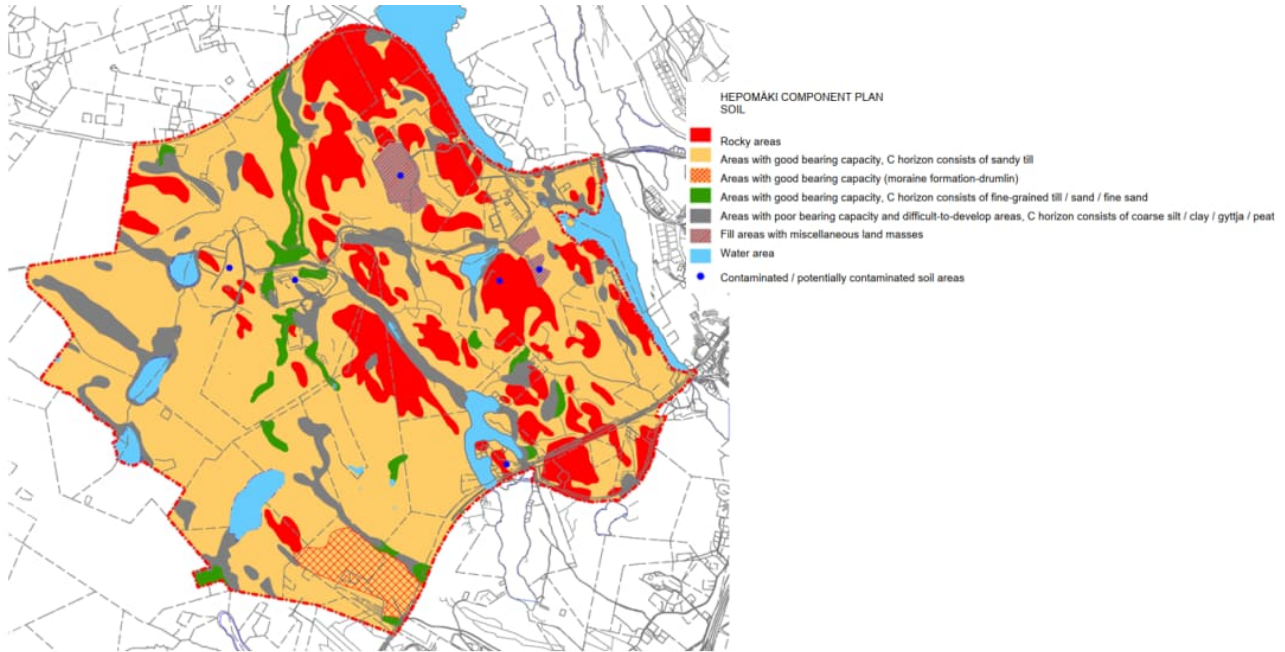 HEPOMÄKI COMPONENT PLAN
SOIL
Rocky areas
Areas with good bearing capacity, C horizon consists of sandy till
Areas with good bearing capacity (moraine formation-drumlin)
Areas with good bearing capacity, C horizon consists of fine-grained till / sand / fine sand
Areas with poor bearing capacity and difficult-to-develop areas, C horizon consists of coarse silt / clay / gyttja / peat
Fill areas with miscellaneous land masses
Water area
Contaminated / potentially contaminated soil areas